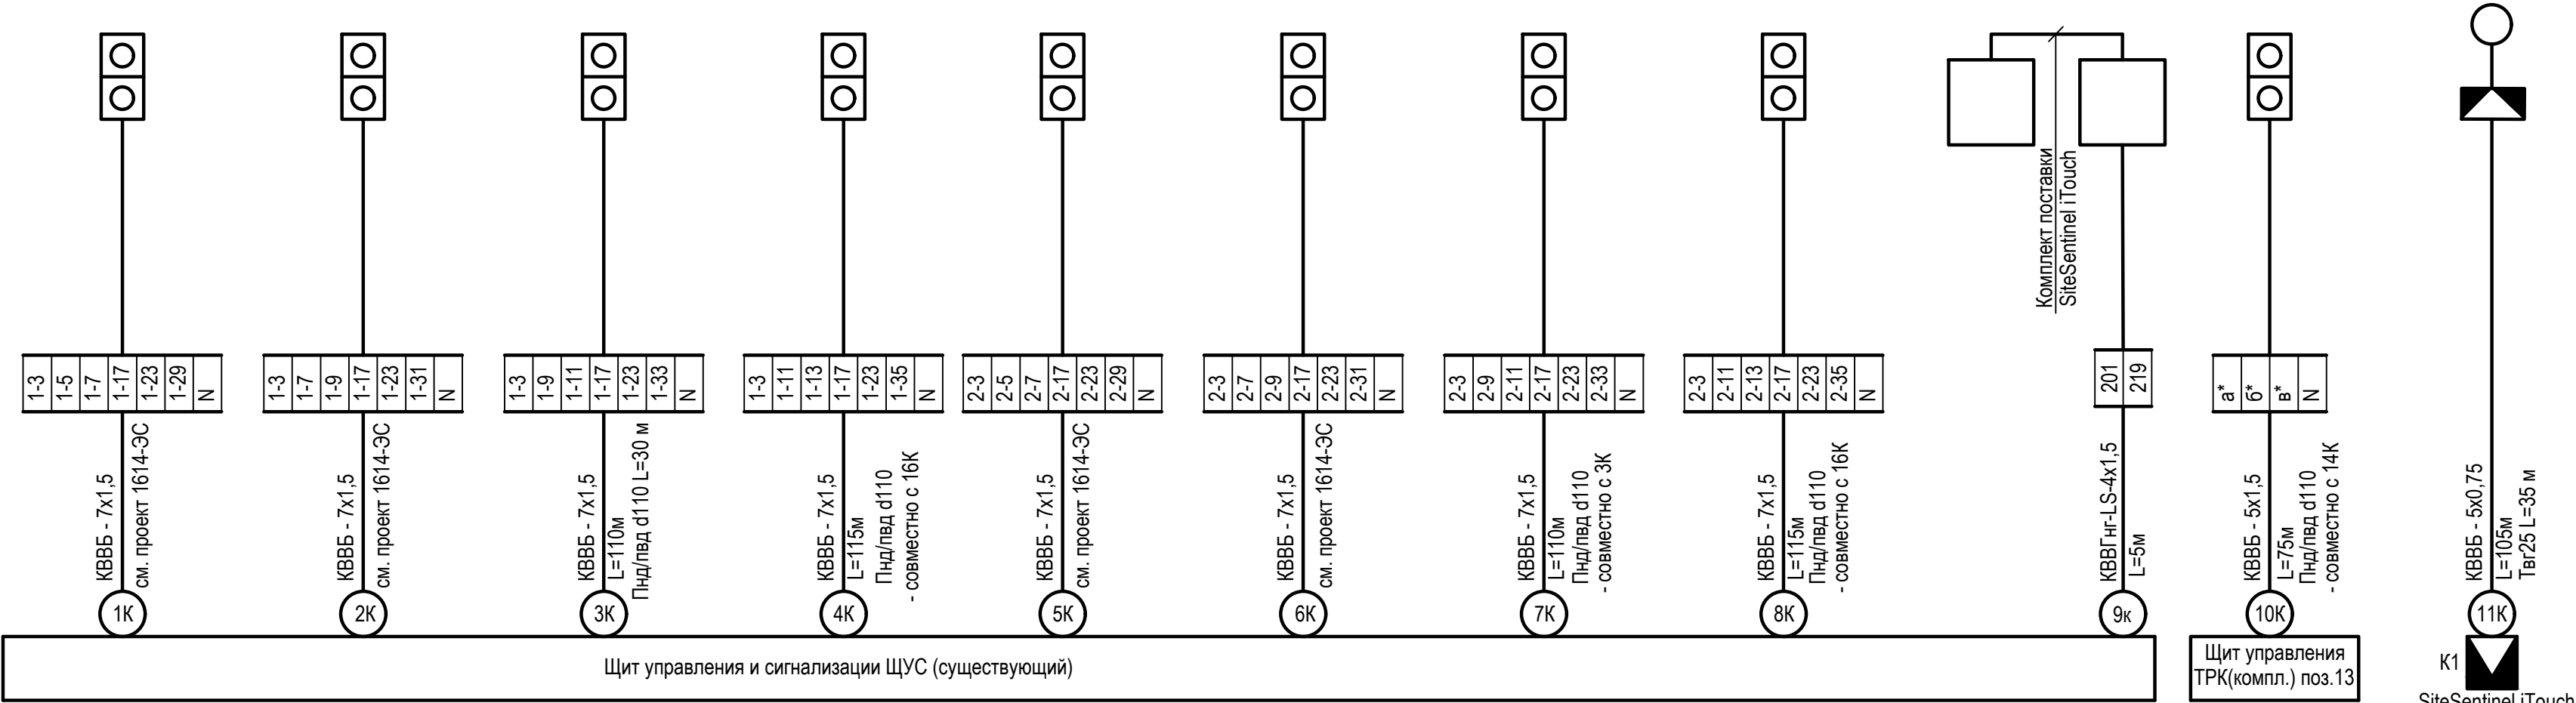 Комплект поставки
SiteSentinel iTouch
1-3
1-5
1-7
1-17
1-23
1-29
N
1-3
1-7
1-9
1-17
1-23
1-31
N
1-3
1-9
1-11
1-17
1-23
1-33
N
1-3
1-11
1-13
1-17
1-23
1-35
N
2-3
2-5
2-7
2-17
2-23
2-29
N
2-3
2-7
2-9
2-17
2-23
2-31
N
2-3
2-9
2-11
2-17
2-23
2-33
N
2-3
2-11
2-13
2-17
2-23
2-35
N
201
219
а*
б*
в*
N
КВВБ - 7х1,5
см. проект 1614-ЭС
КВВБ - 7х1,5
см. проект 1614-ЭС
КВВБ - 7х1,5
L=110м
Пнд/пвд d110 L=30 м
КВВБ - 7х1,5
L=115м
Пнд/пвд d110
- совместно с 16К
КВВБ - 7х1,5
см. проект 1614-ЭС
КВВБ - 7х1,5
см. проект 1614-ЭС
КВВБ - 7х1,5
L=110м
Пнд/пвд d110
- совместно с 3К
КВВБ - 7х1,5
L=115м
Пнд/пвд d110
- совместно с 16К
КВВГнг-LS-4х1,5
L=5м
КВВБ - 5х1,5
L=75м
Пнд/пвд d110
- совместно с 14К
КВВБ - 5х0,75
L=105м
Твг25 L=35 м
1К
2К
3К
4К
5К
6К
7К
8К
9к
10К
11К
Щит управления и сигнализации ЩУС (существующий)
Щит управления
ТРК(компл.) поз.13
К1
SiteSentinel iTouch